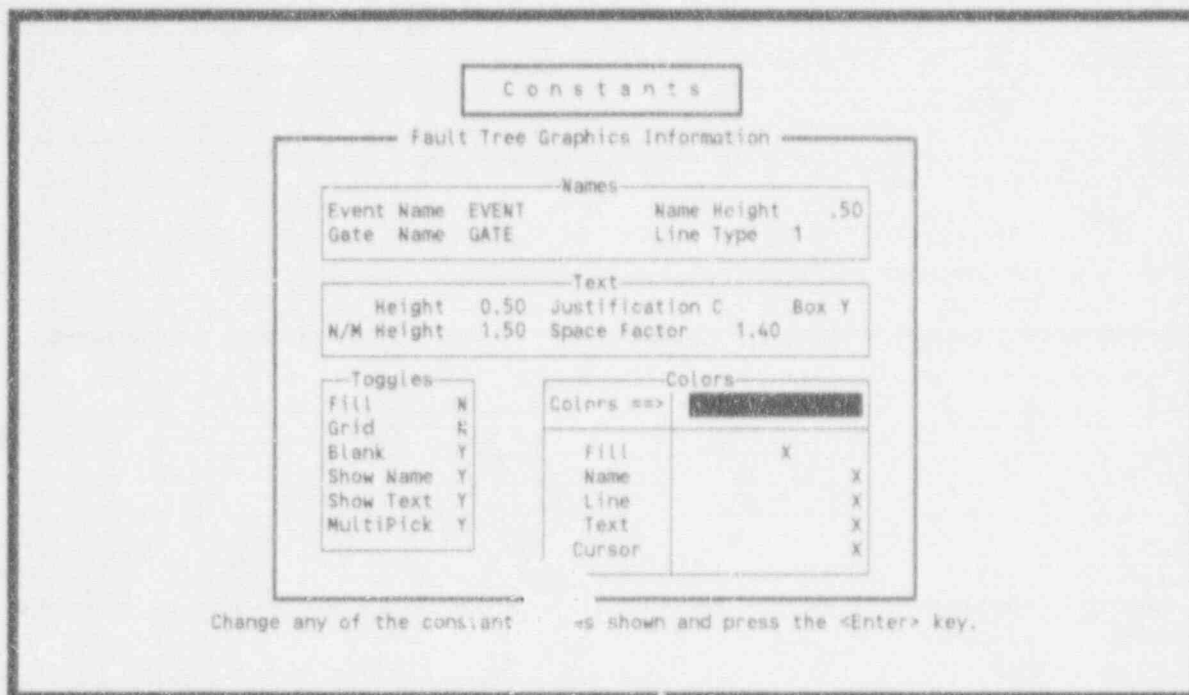 Constants
Fault Tree Graphics Information
Names
Event Name EVENT Name Height .50
Gate Name GATE Line Type 1
Text
Height 0.50 Justification C Box Y
N/M Height 1.50 Space Factor 1.40
Toggles
Fill N
Grid N
Blank Y
Show Name Y
Show Text Y
MultiPick Y
Colors
Colors ==>
Fill X
Name X
Line X
Text X
Cursor X
Change any of the constant shown and press the <Enter> key.